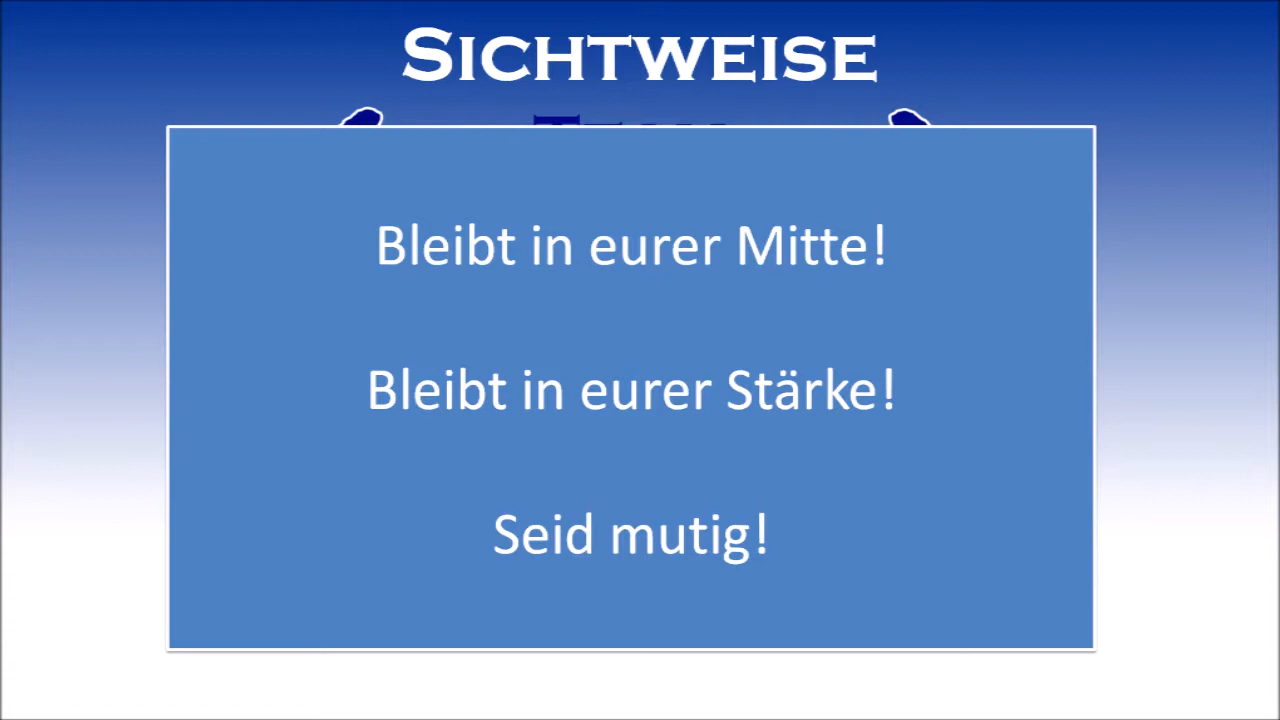 SICHTWEISE
Bleibt in eurer Mitte!
Bleibt in eurer Stärke!
Seid mutig!